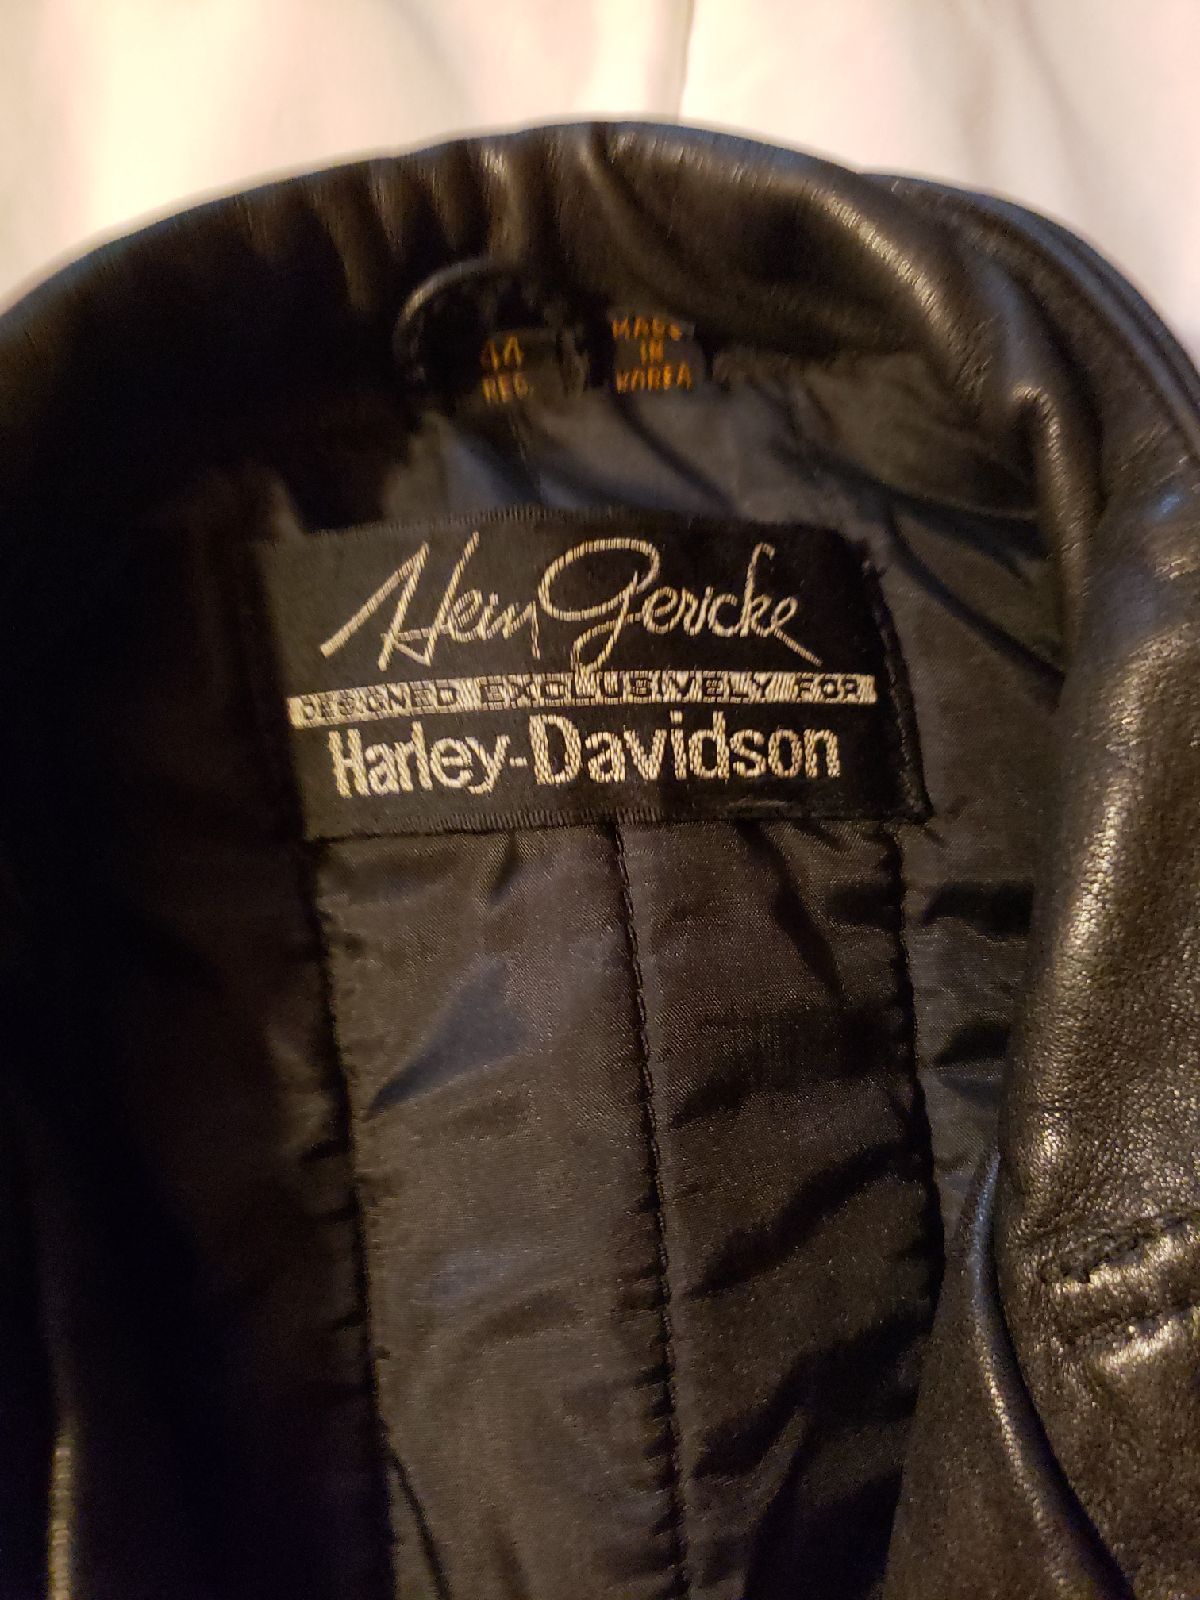 44
REG.
MADE
IN
KOREA
Hein Gericke
DESIGNED EXCLUSIVELY FOR
Harley-Davidson